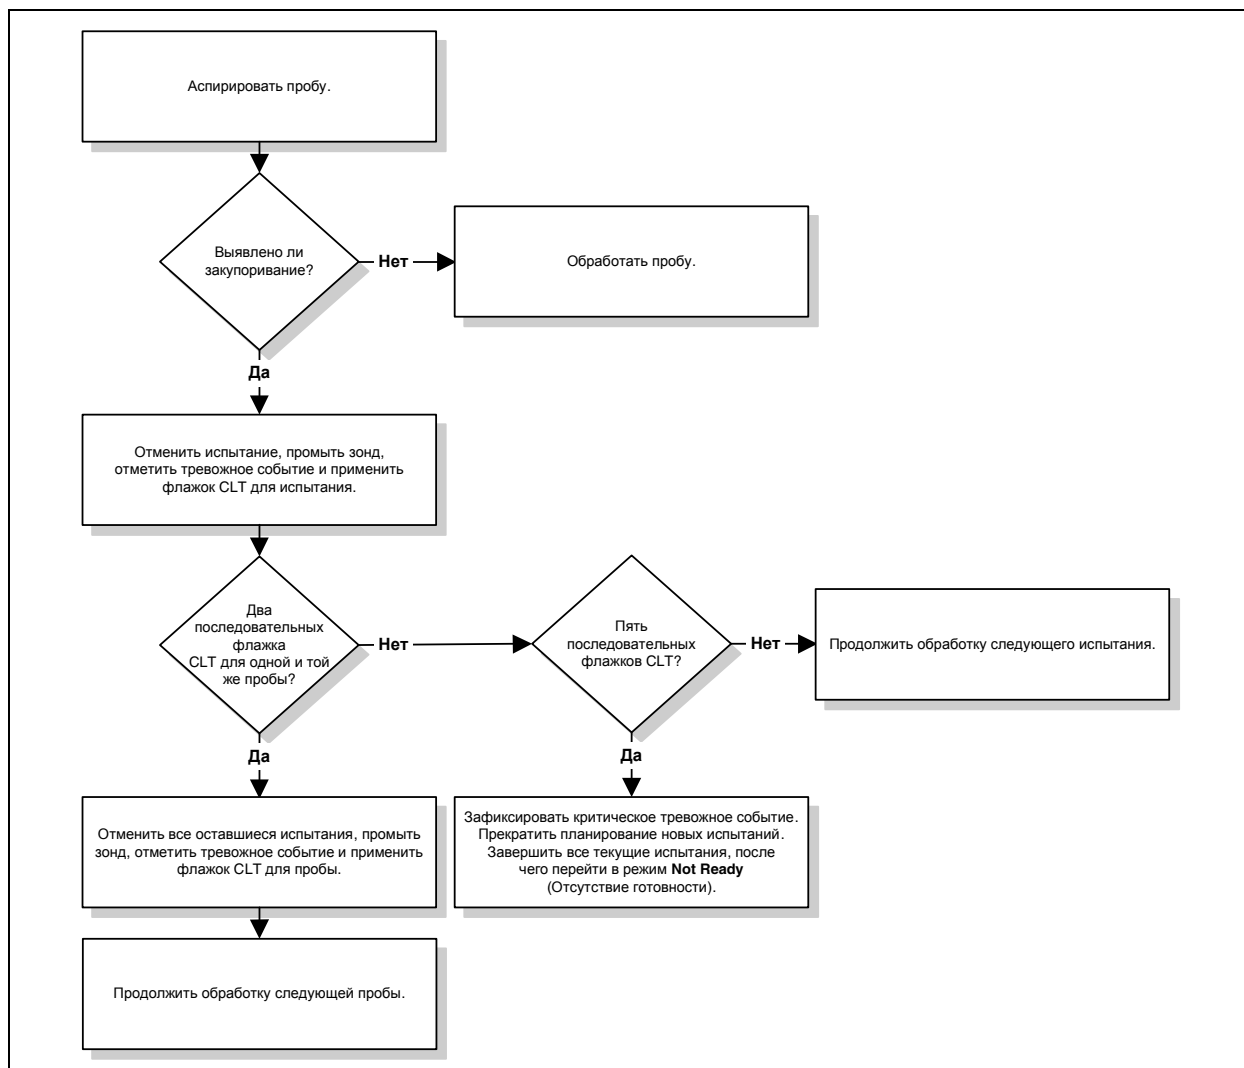 Аспирировать пробу.
Выявлено ли
закупоривание?
Нет
Обработать пробу.
Да
Отменить испытание, промыть зонд,
отметить тревожное событие и применить
флажок CLT для испытания.
Два
последовательных
флажка
CLT для одной и той
же пробы?
Нет
Пять
последовательных
флажков CLT?
Нет
Продолжить обработку следующего испытания.
Да
Да
Отменить все оставшиеся испытания, промыть
зонд, отметить тревожное событие и применить
флажок CLT для пробы.
Зафиксировать критическое тревожное событие.
Прекратить планирование новых испытаний.
Завершить все текущие испытания, после
чего перейти в режим Not Ready
(Отсутствие готовности).
Продолжить обработку следующей пробы.